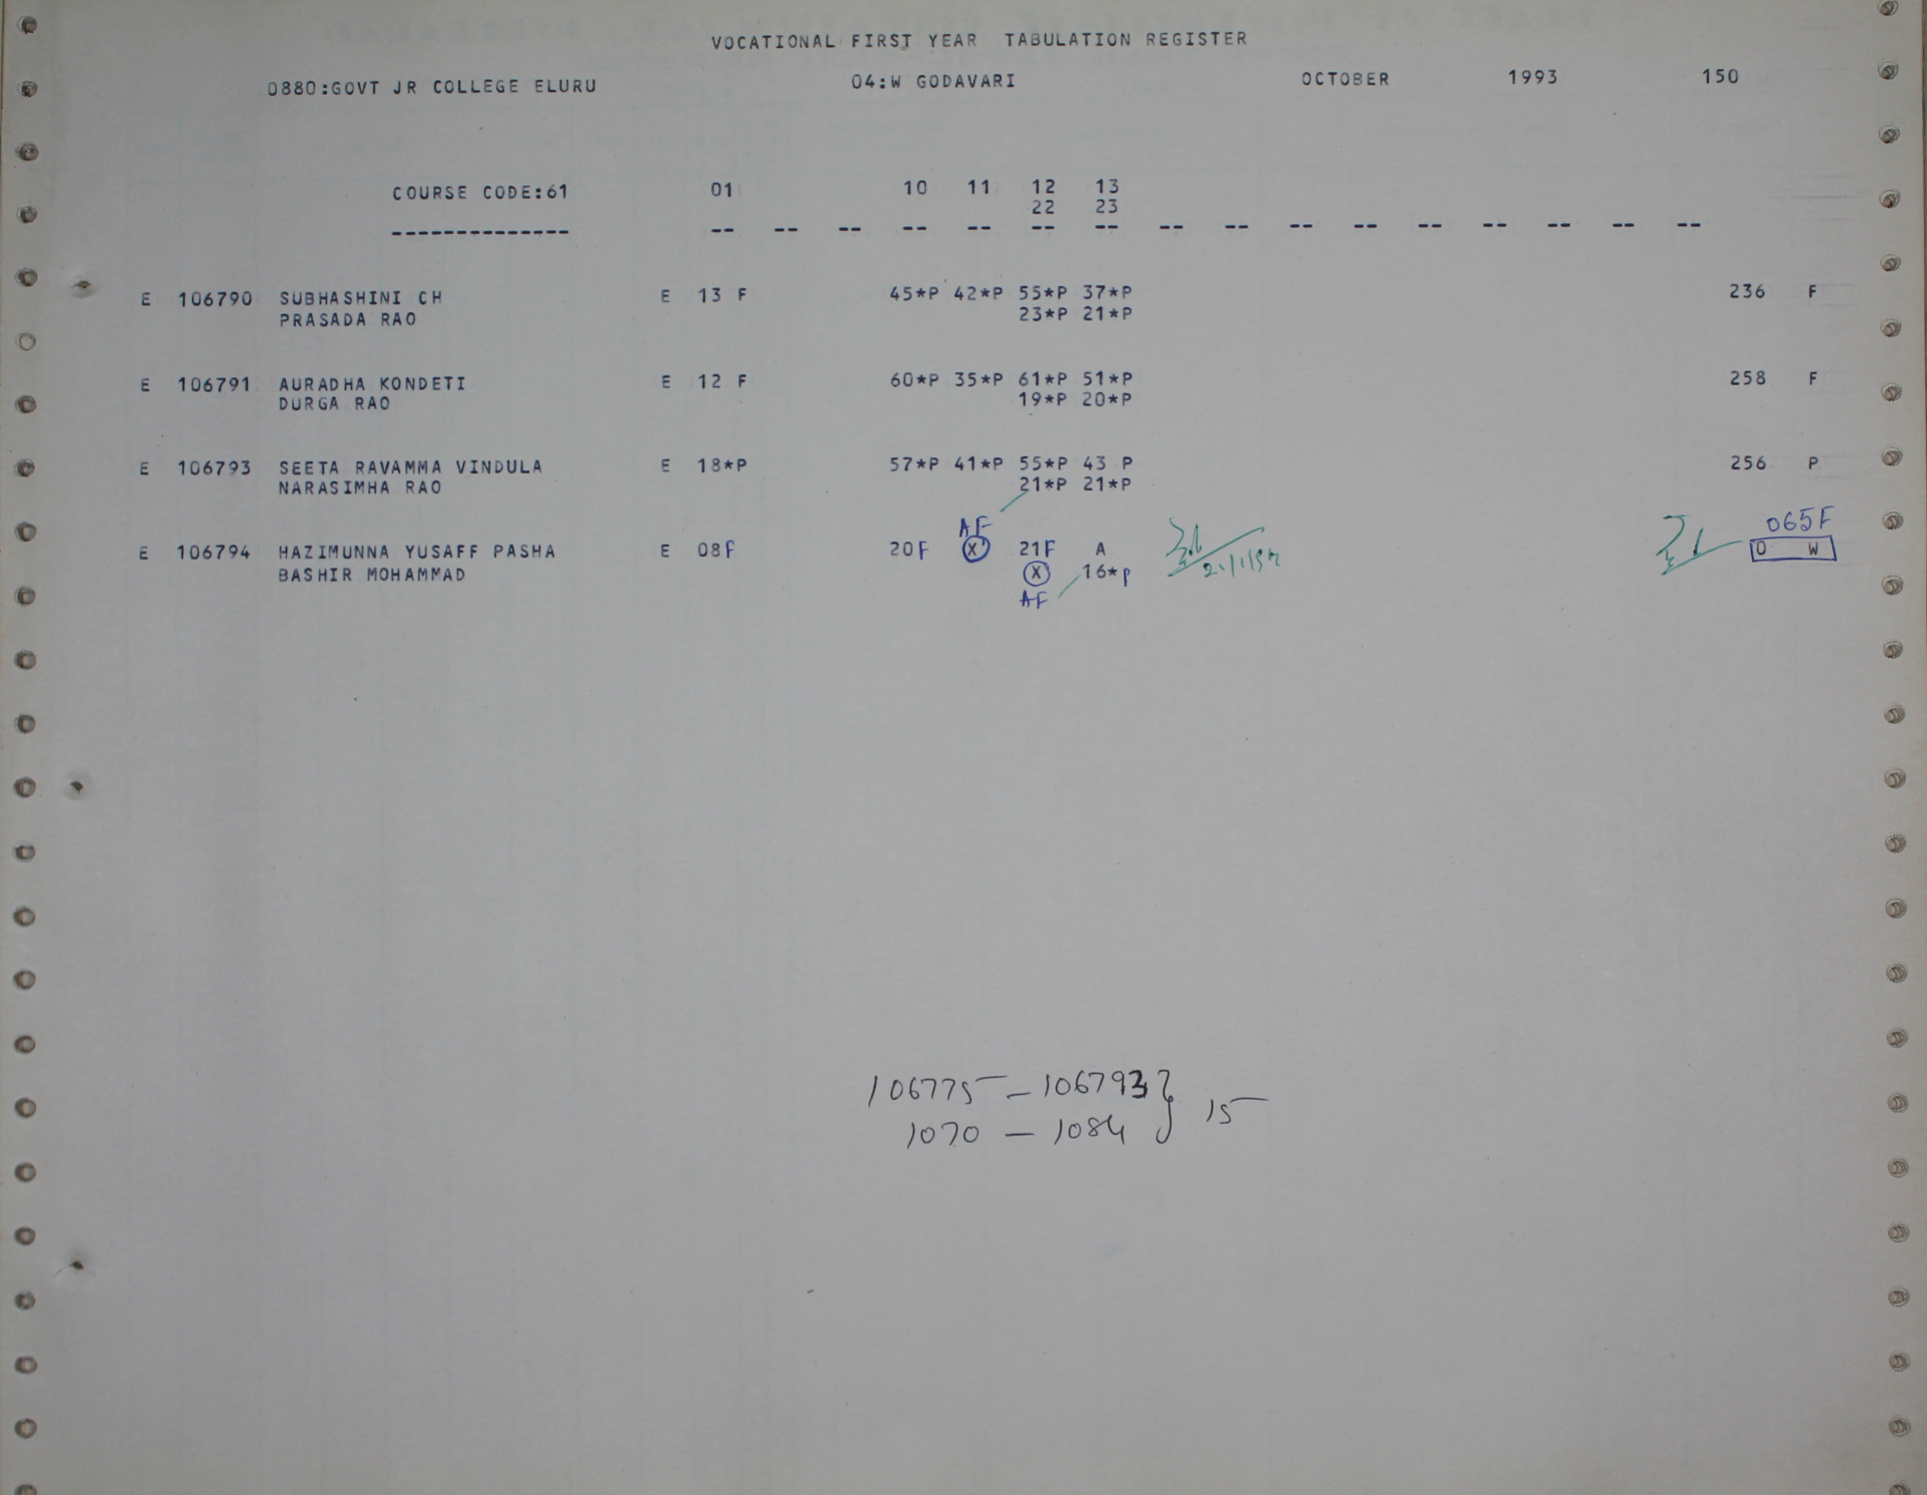 VOCATIONAL FIRST YEAR TABULATION REGISTER
0880:GOVT JR COLLEGE ELURU 04:W GODAVARI OCTOBER 1993 150
COURSE CODE:61 01 10 11 12 13
22 23
-------------- -- -- -- -- -- -- -- -- -- -- -- -- -- -- -- --
E 106790 SUBHASHINI CH E 13 F 45*P 42*P 55*P 37*P 236 F
PRASADA RAO 23*P 21*P
E 106791 AURADHA KONDETI E 12 F 60*P 35*P 61*P 51*P 258 F
DURGA RAO 19*P 20*P
E 106793 SEETA RAVAMMA VINDULA E 18*P 57*P 41*P 55*P 43 P 256 P
NARASIMHA RAO 21*P 21*P
AF 065F
E 106794 HAZIMUNNA YUSAFF PASHA E 08F 20F X 21F A 0 W
BASHIR MOHAMMAD X 16*P
AF
106775 - 106793 }
1070 - 1084 } 15